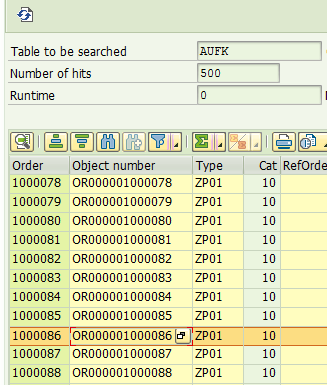 Table to be searched AUFK
Number of hits 500
Runtime 0
Order Object number Type Cat RefOrde
1000078 OR000001000078 ZP01 10
1000079 OR000001000079 ZP01 10
1000080 OR000001000080 ZP01 10
1000081 OR000001000081 ZP01 10
1000082 OR000001000082 ZP01 10
1000083 OR000001000083 ZP01 10
1000084 OR000001000084 ZP01 10
1000085 OR000001000085 ZP01 10
1000086 OR000001000086 ZP01 10
1000087 OR000001000087 ZP01 10
1000088 OR000001000088 ZP01 10